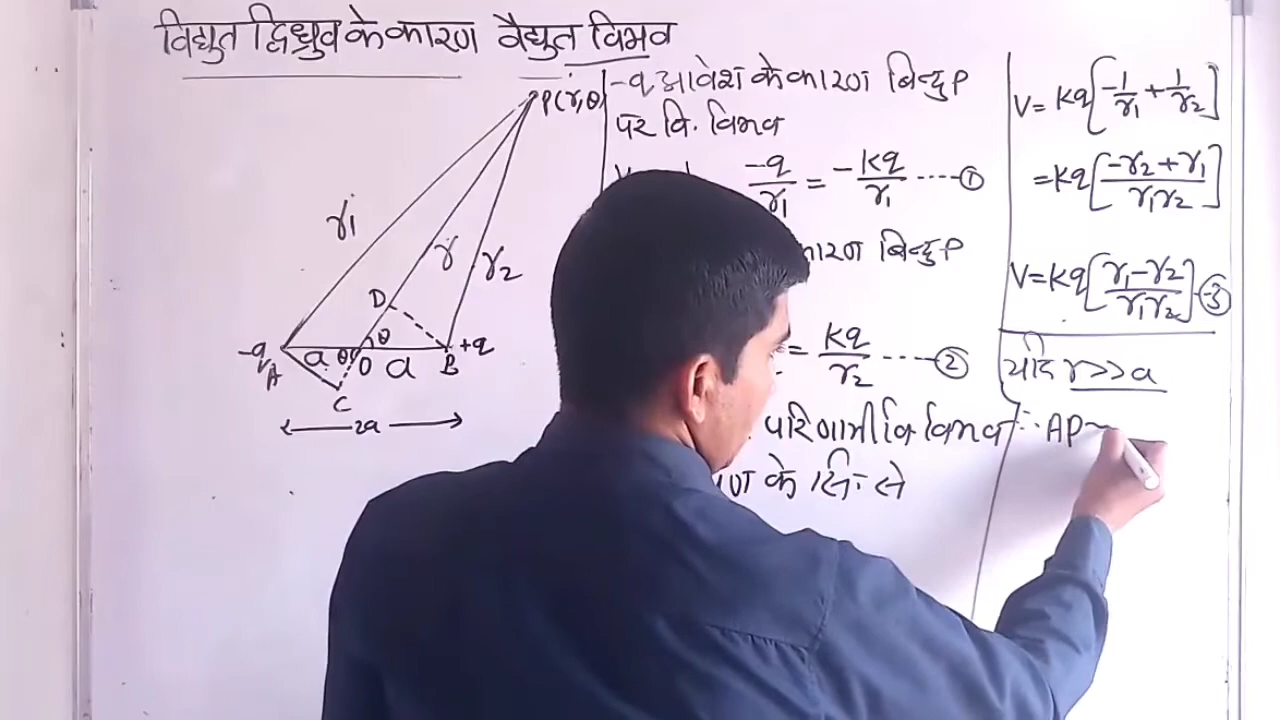 विद्युत द्विध्रुव के कारण वैद्युत विभव
P(r,θ)
r₁
r
r₂
D
θ
-q
A
a
θ
O
a
B
+q
C
2a
-q आवेश के कारण बिन्दु P
पर वि. विभव
-q/r₁ = -Kq/r₁ ----①
कारण बिन्दु P
= Kq/r₂ ----②
परिणामी वि विभव
के सि. से
V = Kq[-1/r₁ + 1/r₂]
= Kq[(-r₂ + r₁)/(r₁r₂)]
V = Kq[(r₁ - r₂)/(r₁r₂)] -③
यदि r>>a
∵ AP~